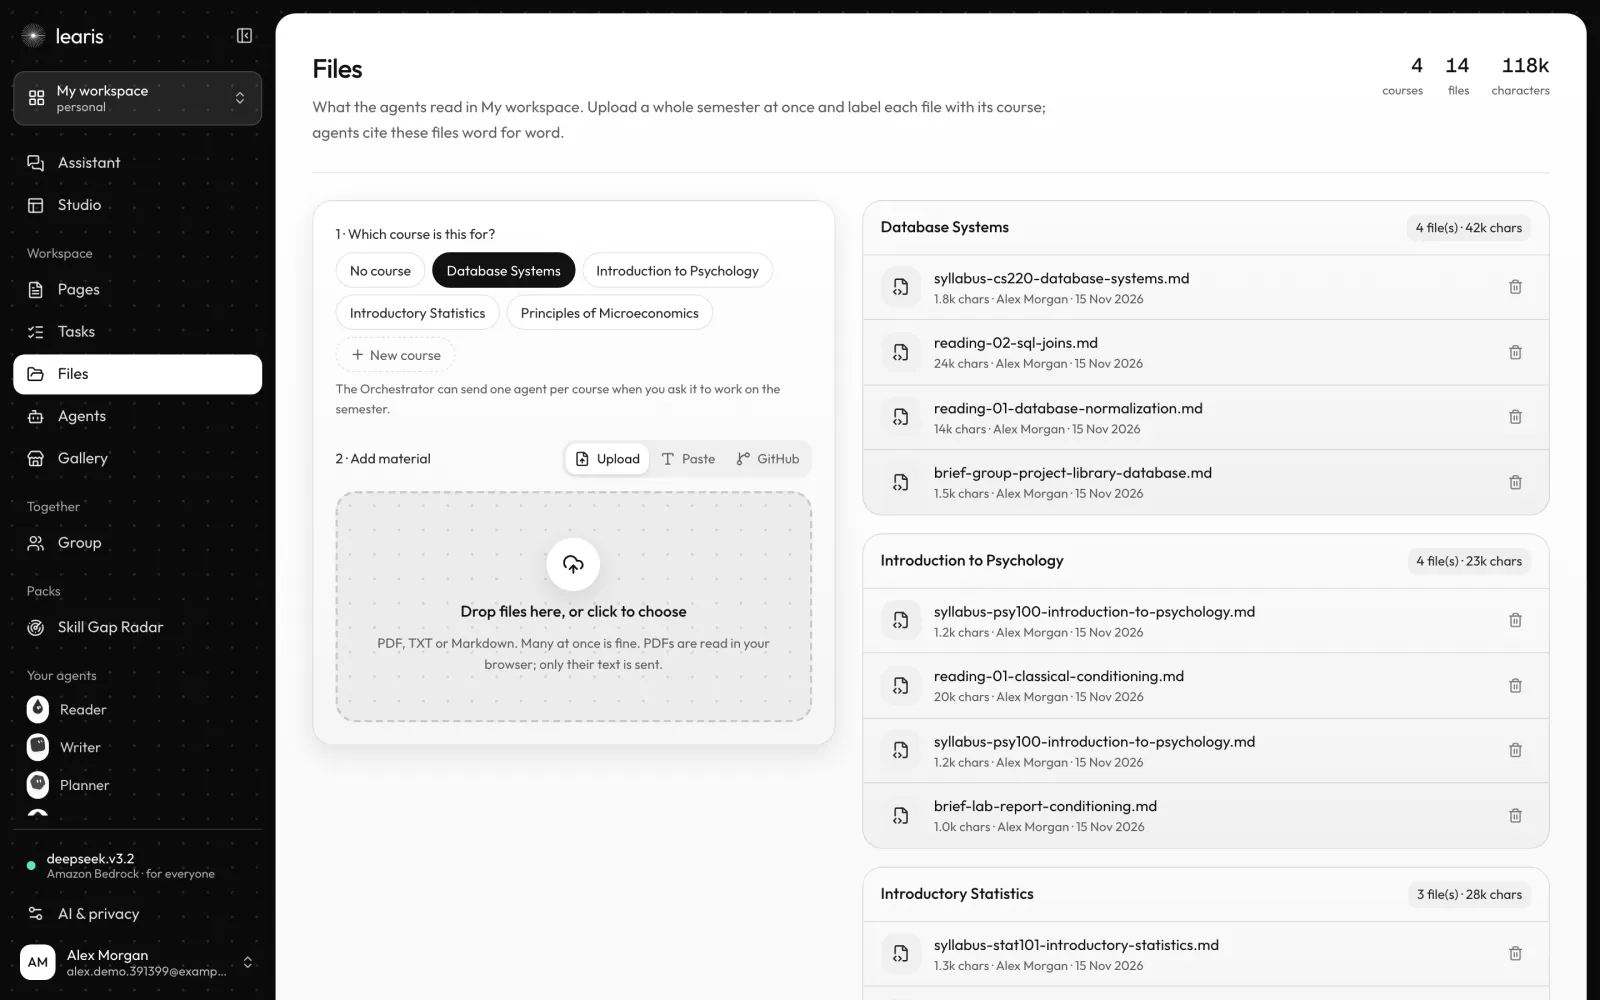 learis
My workspace
personal
Assistant
Studio
Workspace
Pages
Tasks
Files
Agents
Gallery
Together
Group
Packs
Skill Gap Radar
Your agents
Reader
Writer
Planner
deepseek.v3.2
Amazon Bedrock · for everyone
AI & privacy
AM
Alex Morgan
alex.demo.391399@examp...
Files
What the agents read in My workspace. Upload a whole semester at once and label each file with its course;
agents cite these files word for word.
4 14 118k
courses files characters
1 · Which course is this for?
No course Database Systems Introduction to Psychology
Introductory Statistics Principles of Microeconomics
+ New course
The Orchestrator can send one agent per course when you ask it to work on the
semester.
2 · Add material
Upload Paste GitHub
Drop files here, or click to choose
PDF, TXT or Markdown. Many at once is fine. PDFs are read in your
browser; only their text is sent.
Database Systems 4 file(s) · 42k chars
syllabus-cs220-database-systems.md
1.8k chars · Alex Morgan · 15 Nov 2026
reading-02-sql-joins.md
24k chars · Alex Morgan · 15 Nov 2026
reading-01-database-normalization.md
14k chars · Alex Morgan · 15 Nov 2026
brief-group-project-library-database.md
1.5k chars · Alex Morgan · 15 Nov 2026
Introduction to Psychology 4 file(s) · 23k chars
syllabus-psy100-introduction-to-psychology.md
1.2k chars · Alex Morgan · 15 Nov 2026
reading-01-classical-conditioning.md
20k chars · Alex Morgan · 15 Nov 2026
syllabus-psy100-introduction-to-psychology.md
1.2k chars · Alex Morgan · 15 Nov 2026
brief-lab-report-conditioning.md
1.0k chars · Alex Morgan · 15 Nov 2026
Introductory Statistics 3 file(s) · 28k chars
syllabus-stat101-introductory-statistics.md
1.3k chars · Alex Morgan · 15 Nov 2026